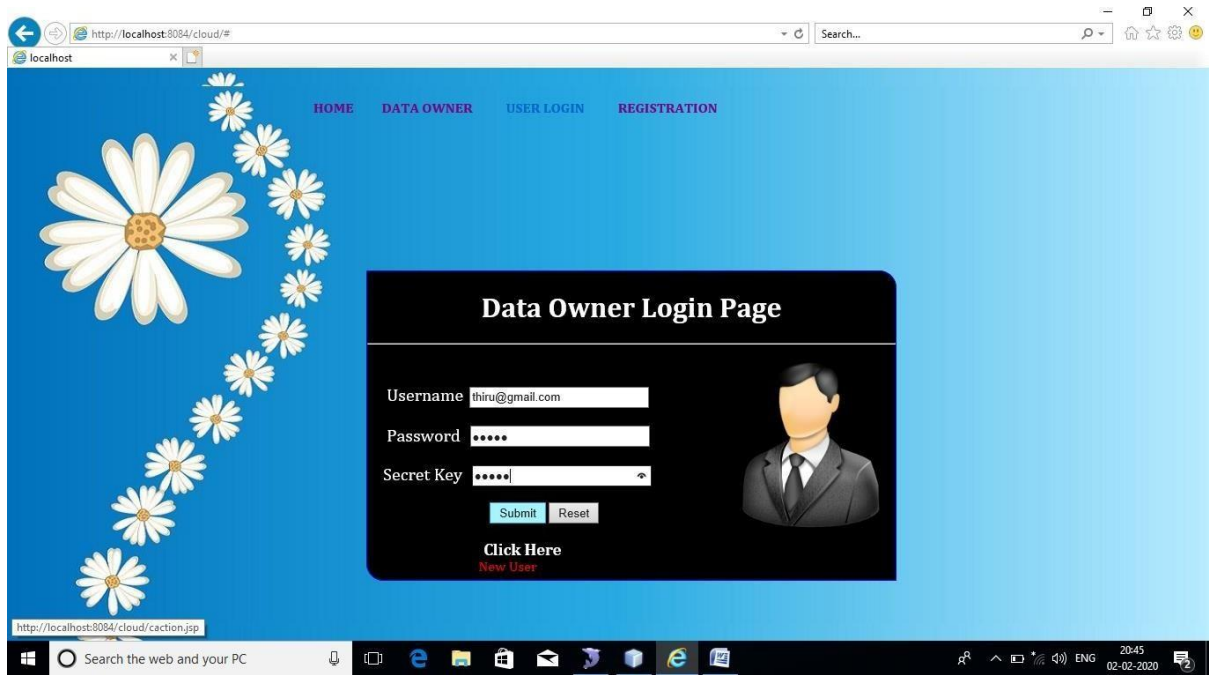 http://localhost:8084/cloud/#
Search...
localhost
HOME DATA OWNER USER LOGIN REGISTRATION
Data Owner Login Page
Username thiru@gmail.com
Password •••••
Secret Key •••••
Submit Reset
Click Here
New User
http://localhost:8084/cloud/caction.jsp
Search the web and your PC
ENG
20:45
02-02-2020
2